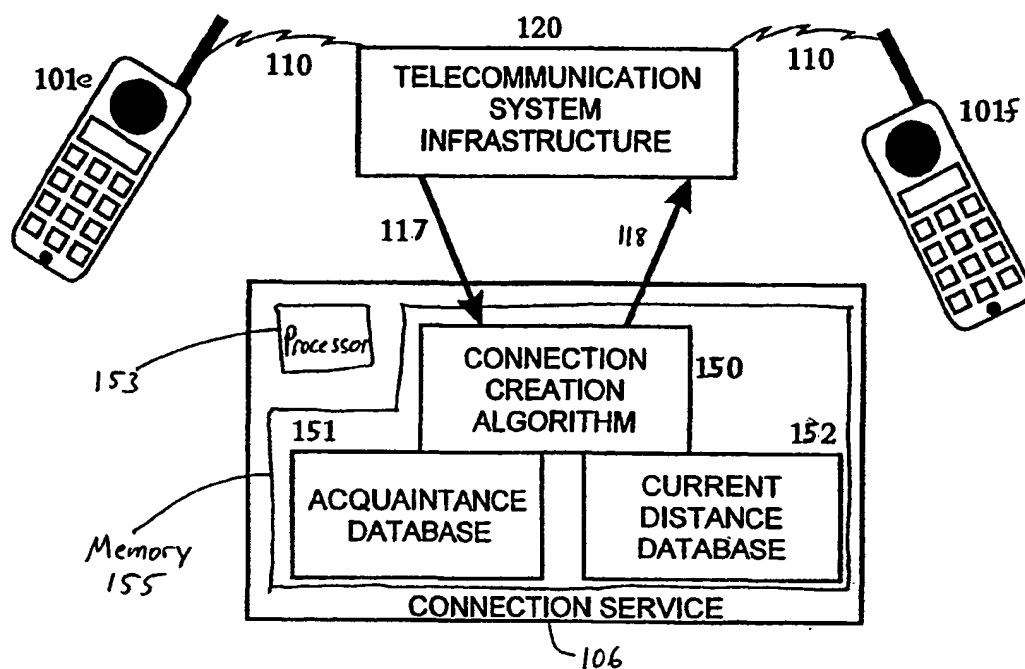 120
110
110
101e
TELECOMMUNICATION
SYSTEM
INFRASTRUCTURE
101f
117
118
Processor
153
CONNECTION
CREATION
ALGORITHM
150
151
152
ACQUAINTANCE
DATABASE
CURRENT
DISTANCE
DATABASE
Memory
155
CONNECTION SERVICE
106